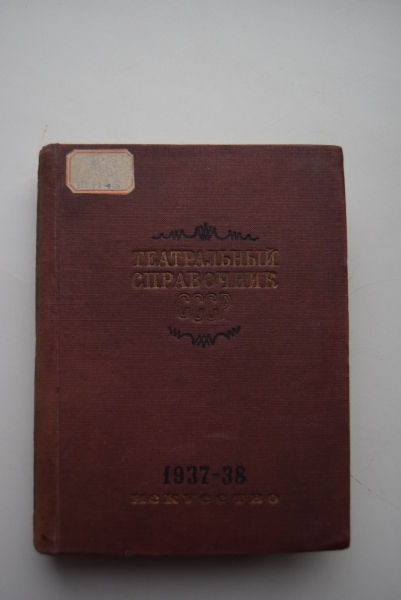 ТЕАТРАЛЬНЫЙ
СПРАВОЧНИК
СССР
1937-38
ИСКУССТВО